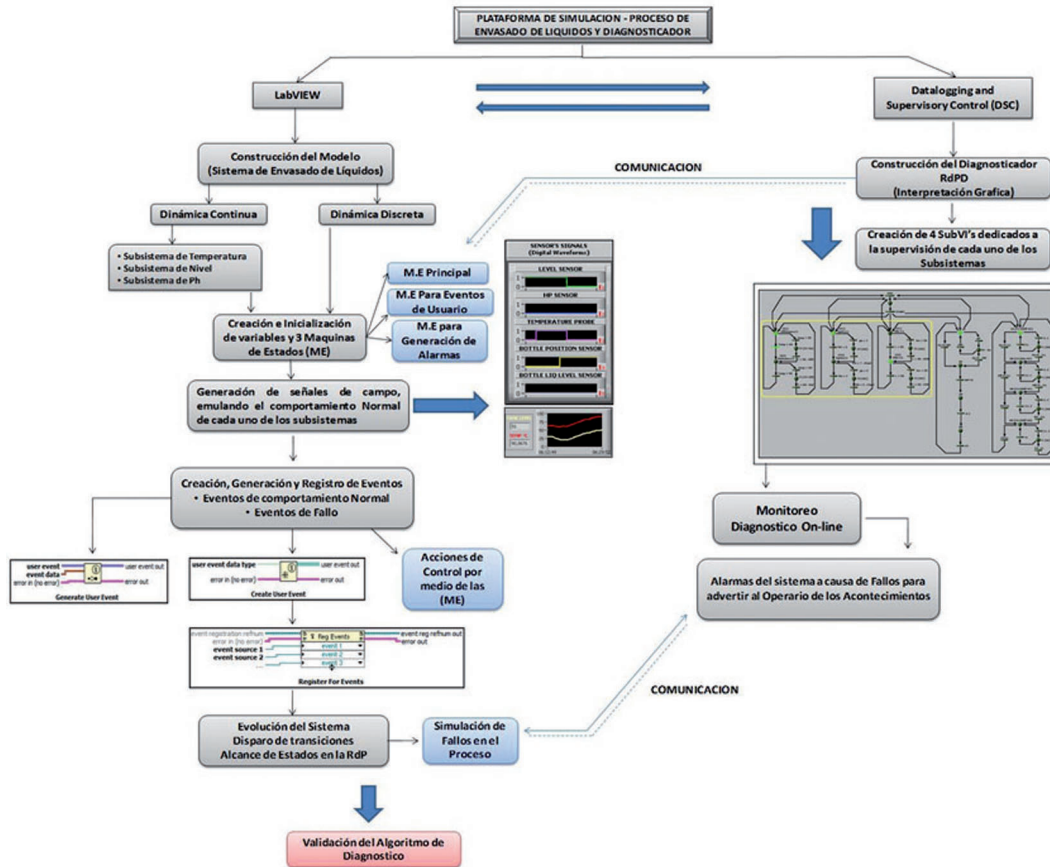 PLATAFORMA DE SIMULACION - PROCESO DE
ENVASADO DE LIQUIDOS Y DIAGNOSTICADOR
LabVIEW
Datalogging and
Supervisory Control (DSC)
Construcción del Modelo
(Sistema de Envasado de Líquidos)
COMUNICACION
Construcción del Diagnosticador
RdPD
(Interpretación Grafica)
Dinámica Continua
Dinámica Discreta
Creación de 4 SubVI's dedicados a
la supervisión de cada uno de los
Subsistemas
• Subsistema de Temperatura
• Subsistema de Nivel
• Subsistema de Ph
M.E Principal
M.E Para Eventos
de Usuario
M.E para
Generación de
Alarmas
Creación e Inicialización
de variables y 3 Maquinas
de Estados (ME)
SENSOR'S SIGNALS
(Digital Waveforms)
LEVEL SENSOR
HP SENSOR
TEMPERATURE PROBE
BOTTLE POSITION SENSOR
BOTTLE LIQ LEVEL SENSOR
Generación de señales de campo,
emulando el comportamiento Normal
de cada uno de los subsistemas
Creación, Generación y Registro de Eventos
• Eventos de comportamiento Normal
• Eventos de Fallo
Monitoreo
Diagnostico On-line
user event
event data
error in (no error)
user event out
error out
Generate User Event
user event data type
error in (no error)
user event out
error out
Create User Event
Acciones de
Control por
medio de las
(ME)
Alarmas del sistema a causa de Fallos para
advertir al Operario de los Acontecimientos
event registration refnum
error in (no error)
event source 1
event source 2
...
Reg Events
event 1
event 2
event 3
event reg refnum out
error out
Register For Events
COMUNICACION
Evolución del Sistema
Disparo de transiciones
Alcance de Estados en la RdP
Simulación de
Fallos en el
Proceso
Validación del Algoritmo de
Diagnostico